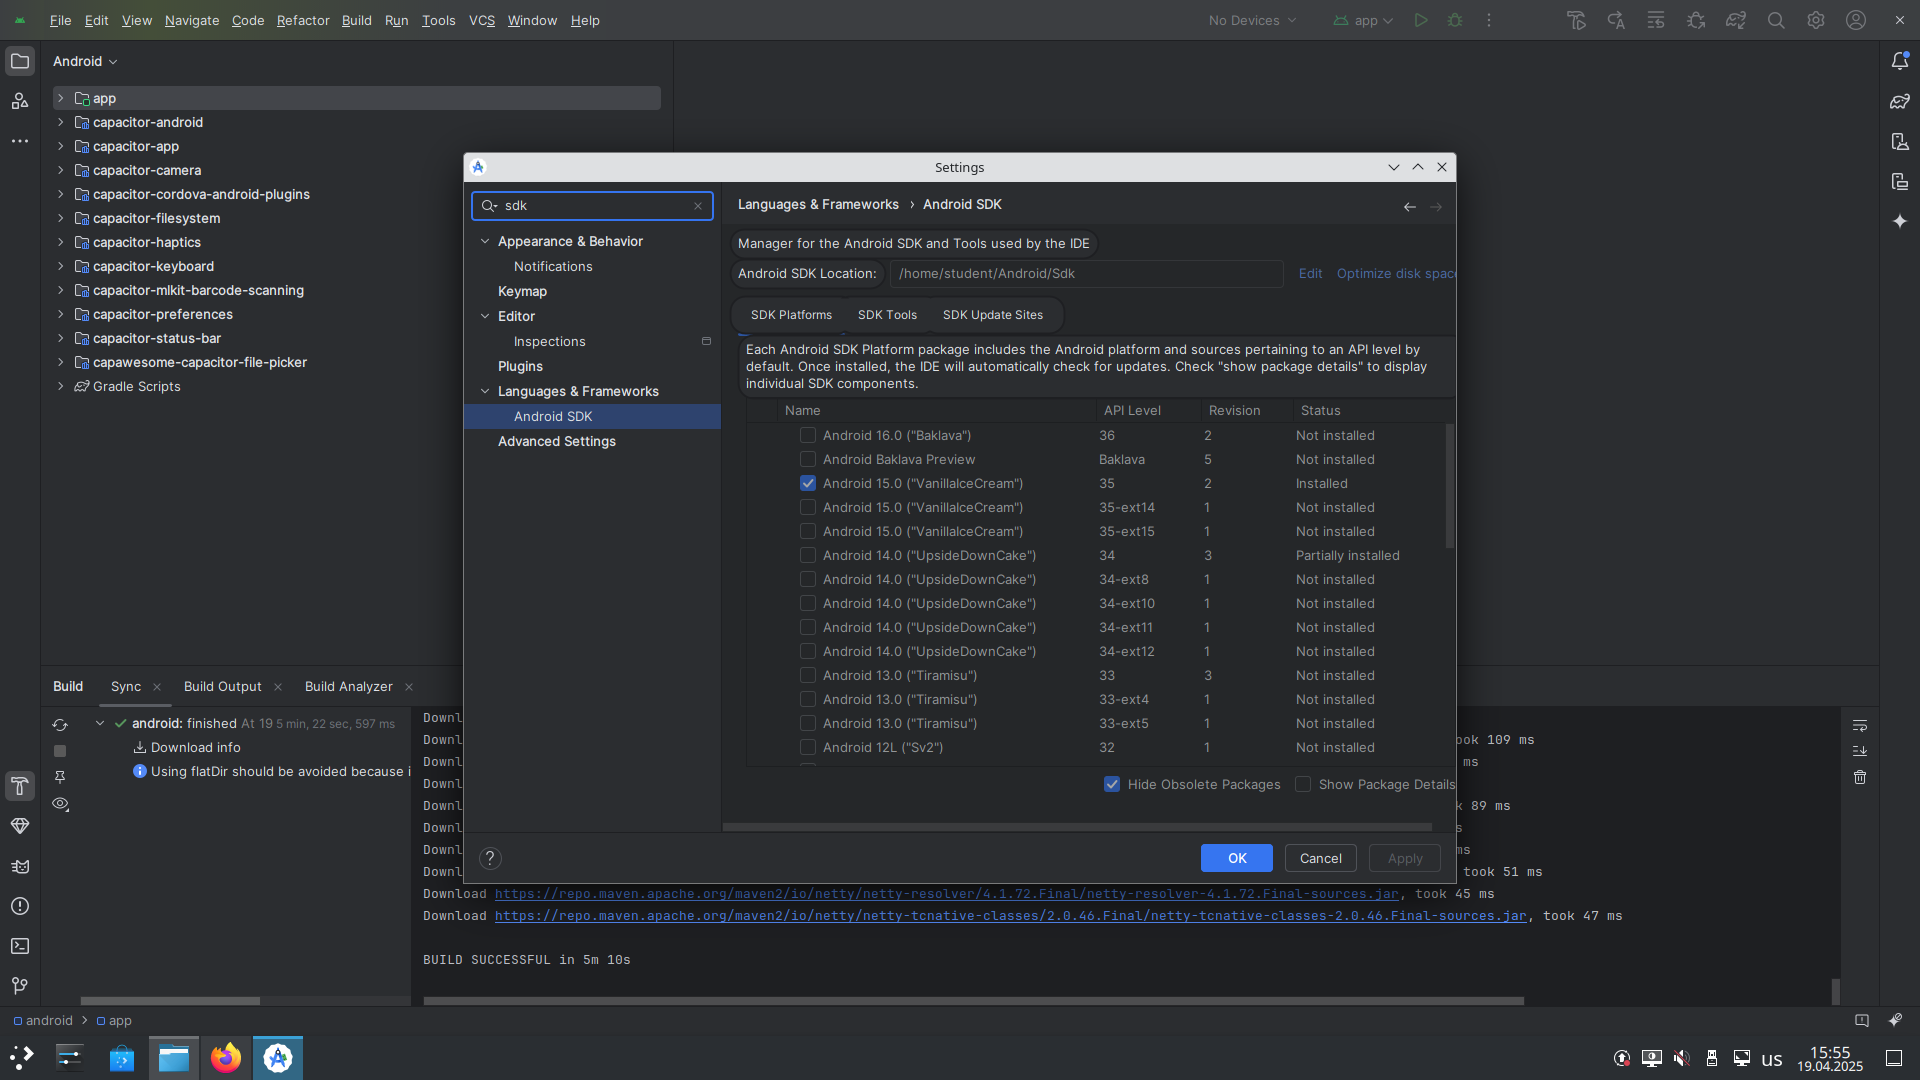 File Edit View Navigate Code Refactor Build Run Tools VCS Window Help
No Devices
app
Android
app
capacitor-android
capacitor-app
capacitor-camera
capacitor-cordova-android-plugins
capacitor-filesystem
capacitor-haptics
capacitor-keyboard
capacitor-mlkit-barcode-scanning
capacitor-preferences
capacitor-status-bar
capawesome-capacitor-file-picker
Gradle Scripts
Settings
sdk
Appearance & Behavior
Notifications
Keymap
Editor
Inspections
Plugins
Languages & Frameworks
Android SDK
Advanced Settings
Languages & Frameworks › Android SDK
Manager for the Android SDK and Tools used by the IDE
Android SDK Location: /home/student/Android/Sdk Edit Optimize disk space
SDK Platforms SDK Tools SDK Update Sites
Each Android SDK Platform package includes the Android platform and sources pertaining to an API level by
default. Once installed, the IDE will automatically check for updates. Check "show package details" to display
individual SDK components.
Name API Level Revision Status
Android 16.0 ("Baklava") 36 2 Not installed
Android Baklava Preview Baklava 5 Not installed
Android 15.0 ("VanillaIceCream") 35 2 Installed
Android 15.0 ("VanillaIceCream") 35-ext14 1 Not installed
Android 15.0 ("VanillaIceCream") 35-ext15 1 Not installed
Android 14.0 ("UpsideDownCake") 34 3 Partially installed
Android 14.0 ("UpsideDownCake") 34-ext8 1 Not installed
Android 14.0 ("UpsideDownCake") 34-ext10 1 Not installed
Android 14.0 ("UpsideDownCake") 34-ext11 1 Not installed
Android 14.0 ("UpsideDownCake") 34-ext12 1 Not installed
Android 13.0 ("Tiramisu") 33 3 Not installed
Android 13.0 ("Tiramisu") 33-ext4 1 Not installed
Android 13.0 ("Tiramisu") 33-ext5 1 Not installed
Android 12L ("Sv2") 32 1 Not installed
Hide Obsolete Packages Show Package Details
? OK Cancel Apply
Build Sync Build Output Build Analyzer
android: finished At 19 5 min, 22 sec, 597 ms
Download info
Using flatDir should be avoided because i
Downl
Downl ook 109 ms
Downl ms
Downl
Downl k 89 ms
Downl s
Downl ms
Downl took 51 ms
Download https://repo.maven.apache.org/maven2/io/netty/netty-resolver/4.1.72.Final/netty-resolver-4.1.72.Final-sources.jar, took 45 ms
Download https://repo.maven.apache.org/maven2/io/netty/netty-tcnative-classes/2.0.46.Final/netty-tcnative-classes-2.0.46.Final-sources.jar, took 47 ms
BUILD SUCCESSFUL in 5m 10s
android > app
us
15:55
19.04.2025